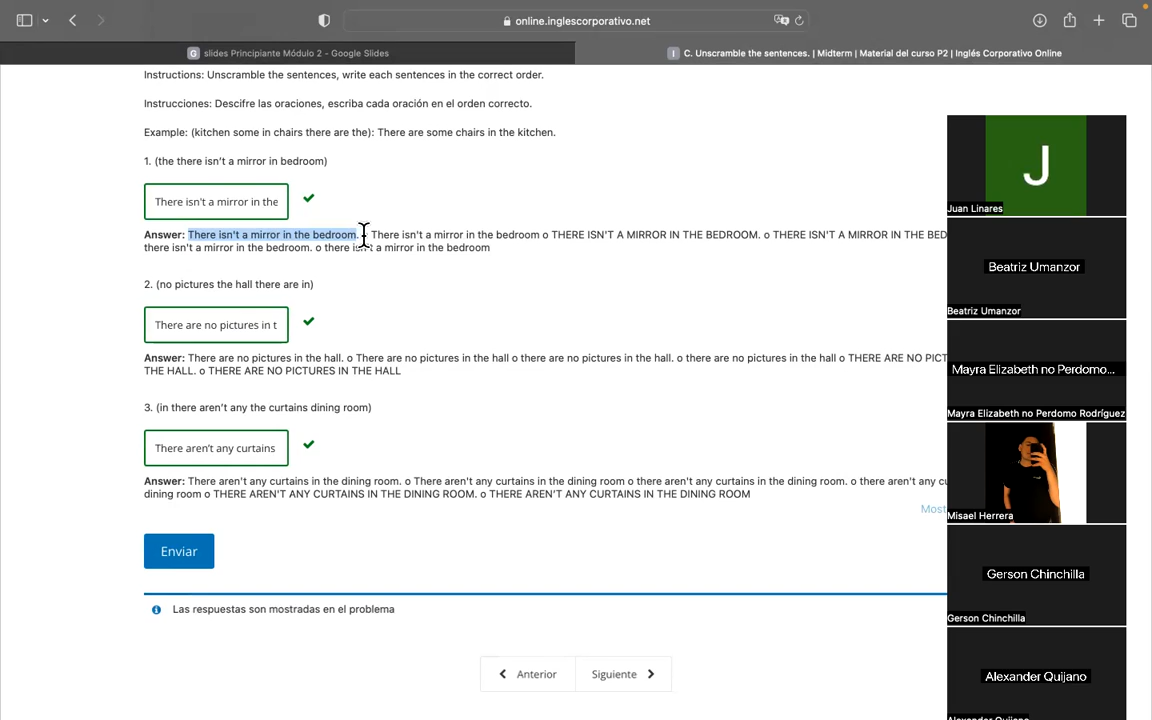 online.inglescorporativo.net
G slides Principiante Módulo 2 - Google Slides
I C. Unscramble the sentences. | Midterm | Material del curso P2 | Inglés Corporativo Online
Instructions: Unscramble the sentences, write each sentences in the correct order.
Instrucciones: Descifre las oraciones, escriba cada oración en el orden correcto.
Example: (kitchen some in chairs there are the): There are some chairs in the kitchen.
1. (the there isn't a mirror in bedroom)
There isn't a mirror in the
Answer: There isn't a mirror in the bedroom. There isn't a mirror in the bedroom o THERE ISN'T A MIRROR IN THE BEDROOM. o THERE ISN'T A MIRROR IN THE BED
there isn't a mirror in the bedroom. o there isn't a mirror in the bedroom
2. (no pictures the hall there are in)
There are no pictures in t
Answer: There are no pictures in the hall. o There are no pictures in the hall o there are no pictures in the hall. o there are no pictures in the hall o THERE ARE NO PICT
THE HALL. o THERE ARE NO PICTURES IN THE HALL
3. (in there aren't any the curtains dining room)
There aren't any curtains
Answer: There aren't any curtains in the dining room. o There aren't any curtains in the dining room o there aren't any curtains in the dining room. o there aren't any cu
dining room o THERE AREN'T ANY CURTAINS IN THE DINING ROOM. o THERE AREN'T ANY CURTAINS IN THE DINING ROOM
Most
Enviar
Las respuestas son mostradas en el problema
Anterior
Siguiente
J
Juan Linares
Beatriz Umanzor
Beatriz Umanzor
Mayra Elizabeth no Perdomo...
Mayra Elizabeth no Perdomo Rodríguez
Misael Herrera
Gerson Chinchilla
Gerson Chinchilla
Alexander Quijano
Alexander Quijano